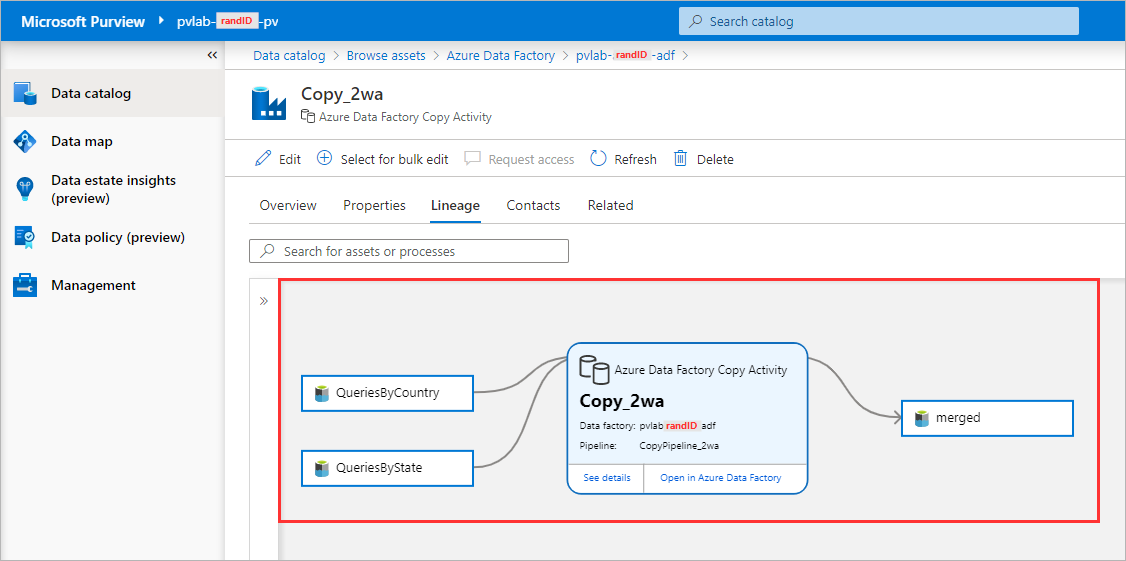 Microsoft Purview pvlab-randID-pv
Search catalog
Data catalog Browse assets Azure Data Factory pvlab-randID-adf
Data catalog
Data map
Data estate insights
(preview)
Data policy (preview)
Management
Copy_2wa
Azure Data Factory Copy Activity
Edit Select for bulk edit Request access Refresh Delete
Overview Properties Lineage Contacts Related
Search for assets or processes
QueriesByCountry
QueriesByState
Azure Data Factory Copy Activity
Copy_2wa
Data factory: pvlab randID adf
Pipeline: CopyPipeline_2wa
See details Open in Azure Data Factory
merged